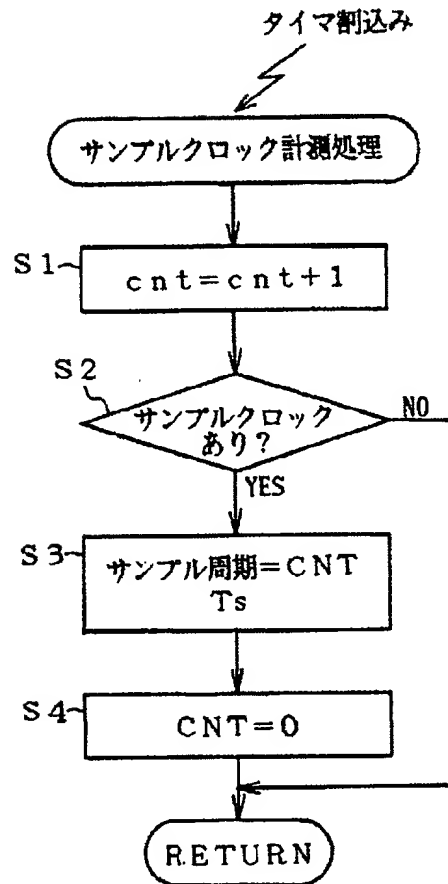 タイマ割込み
サンプルクロック計測処理
S1
cnt=cnt+1
S2
サンプルクロック
あり?
NO
YES
S3
サンプル周期=CNT
Ts
S4
CNT=0
RETURN